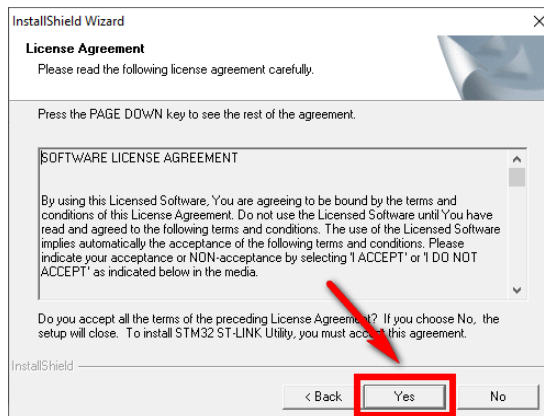 InstallShield Wizard
License Agreement
Please read the following license agreement carefully.
Press the PAGE DOWN key to see the rest of the agreement.
SOFTWARE LICENSE AGREEMENT
By using this Licensed Software, You are agreeing to be bound by the terms and
conditions of this License Agreement. Do not use the Licensed Software until You have
read and agreed to the following terms and conditions. The use of the Licensed Software
implies automatically the acceptance of the following terms and conditions. Please
indicate your acceptance or NON-acceptance by selecting 'I ACCEPT' or 'I DO NOT
ACCEPT' as indicated below in the media.
Do you accept all the terms of the preceding License Agreement? If you choose No, the
setup will close. To install STM32 ST-LINK Utility, you must this agreement.
InstallShield
< Back Yes No